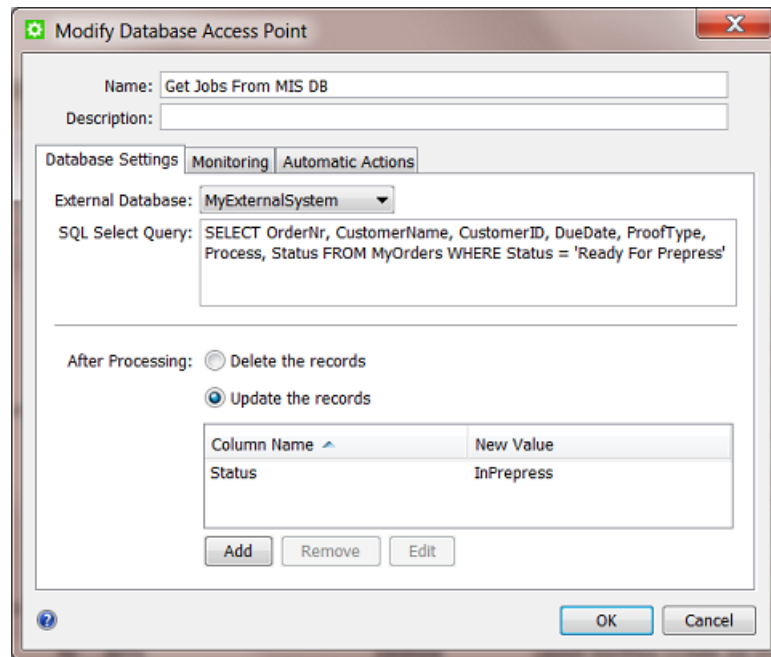 Modify Database Access Point
Name: Get Jobs From MIS DB
Description:
Database Settings Monitoring Automatic Actions
External Database: MyExternalSystem
SQL Select Query: SELECT OrderNr, CustomerName, CustomerID, DueDate, ProofType,
Process, Status FROM MyOrders WHERE Status = 'Ready For Prepress'
After Processing: Delete the records
Update the records
Column Name New Value
Status InPrepress
Add Remove Edit
? OK Cancel